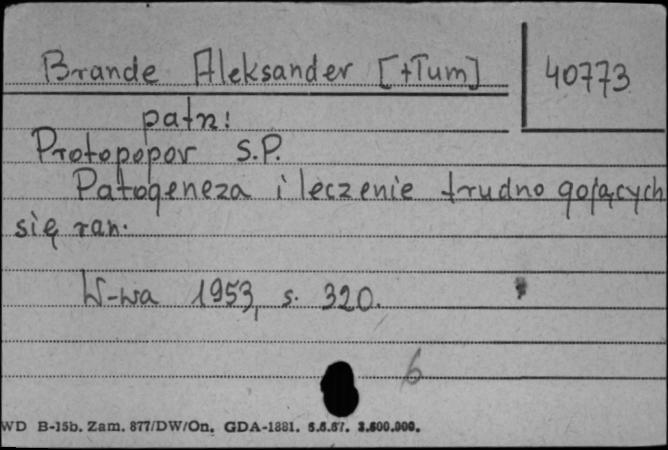 Brande Aleksander [+Tum] 40773
patrz:
Protopopov S.P.
Patogeneza i leczenie trudno gojących
się ran.
W-wa 1953, s. 320.
6
WD B-15b. Zam. 877/DW/On. GDA-1881. 5.6.67. 3.600.000.